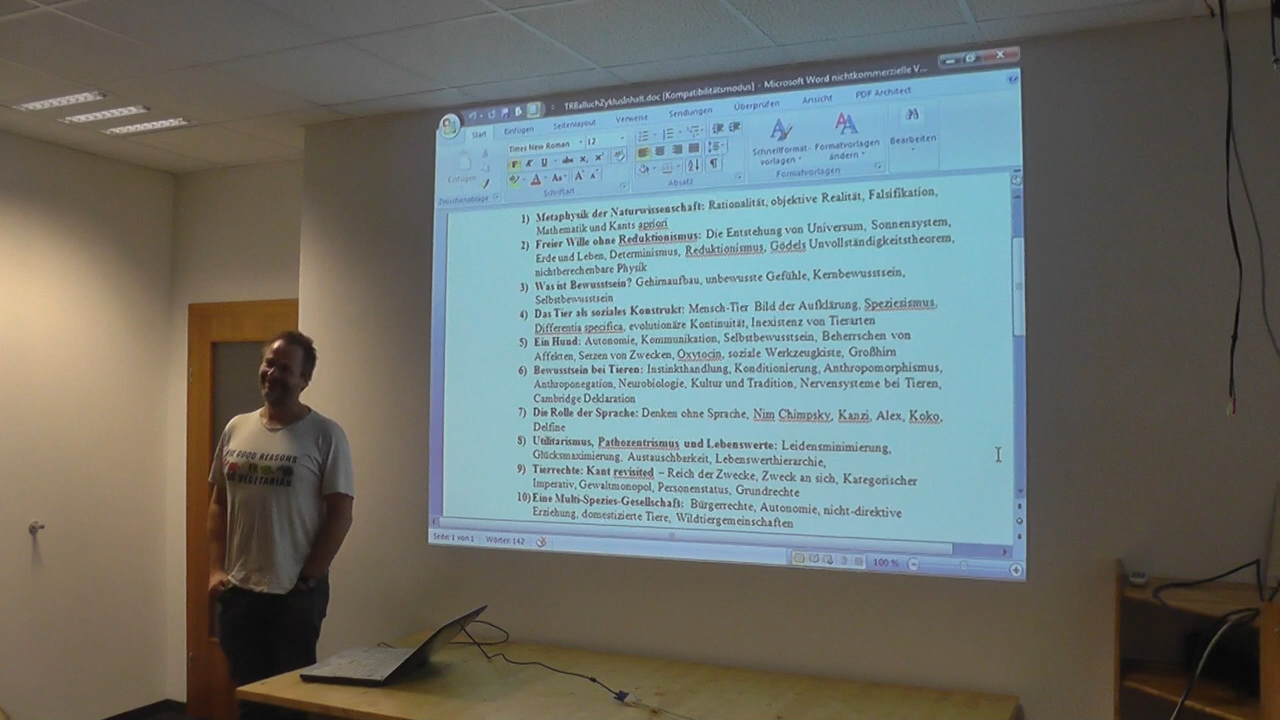 TRBalluchZyklusInhalt.doc [Kompatibilitätsmodus] - Microsoft Word nichtkommerzielle V...
Start Einfügen Seitenlayout Verweise Sendungen Überprüfen Ansicht PDF Architect
Times New Roman 12
Einfügen
Schnellformat-vorlagen
Formatvorlagen ändern
Bearbeiten
Zwischenablage Schriftart Absatz Formatvorlagen
1) Metaphysik der Naturwissenschaft: Rationalität, objektive Realität, Falsifikation,
Mathematik und Kants apriori
2) Freier Wille ohne Reduktionismus: Die Entstehung von Universum, Sonnensystem,
Erde und Leben, Determinismus, Reduktionismus, Gödels Unvollständigkeitstheorem,
nichtberechenbare Physik
3) Was ist Bewusstsein? Gehirnaufbau, unbewusste Gefühle, Kernbewusstsein,
Selbstbewusstsein
4) Das Tier als soziales Konstrukt: Mensch-Tier Bild der Aufklärung, Speziesismus,
Differentia specifica, evolutionäre Kontinuität, Inexistenz von Tierarten
5) Ein Hund: Autonomie, Kommunikation, Selbstbewusstsein, Beherrschen von
Affekten, Setzen von Zwecken, Oxytocin, soziale Werkzeugkiste, Großhirn
6) Bewusstsein bei Tieren: Instinkthandlung, Konditionierung, Anthropomorphismus,
Anthroponegation, Neurobiologie, Kultur und Tradition, Nervensysteme bei Tieren,
Cambridge Deklaration
7) Die Rolle der Sprache: Denken ohne Sprache, Nim Chimpsky, Kanzi, Alex, Koko,
Delfine
8) Utilitarismus, Pathozentrismus und Lebenswerte: Leidensminimierung,
Glücksmaximierung, Austauschbarkeit, Lebenswerthierarchie,
9) Tierrechte: Kant revisited – Reich der Zwecke, Zweck an sich, Kategorischer
Imperativ, Gewaltmonopol, Personenstatus, Grundrechte
10) Eine Multi-Spezies-Gesellschaft: Bürgerrechte, Autonomie, nicht-direktive
Erziehung, domestizierte Tiere, Wildtiergemeinschaften
Seite: 1 von 1 Wörter: 142
100 %
GOOD REASONS
VEGETARIAN